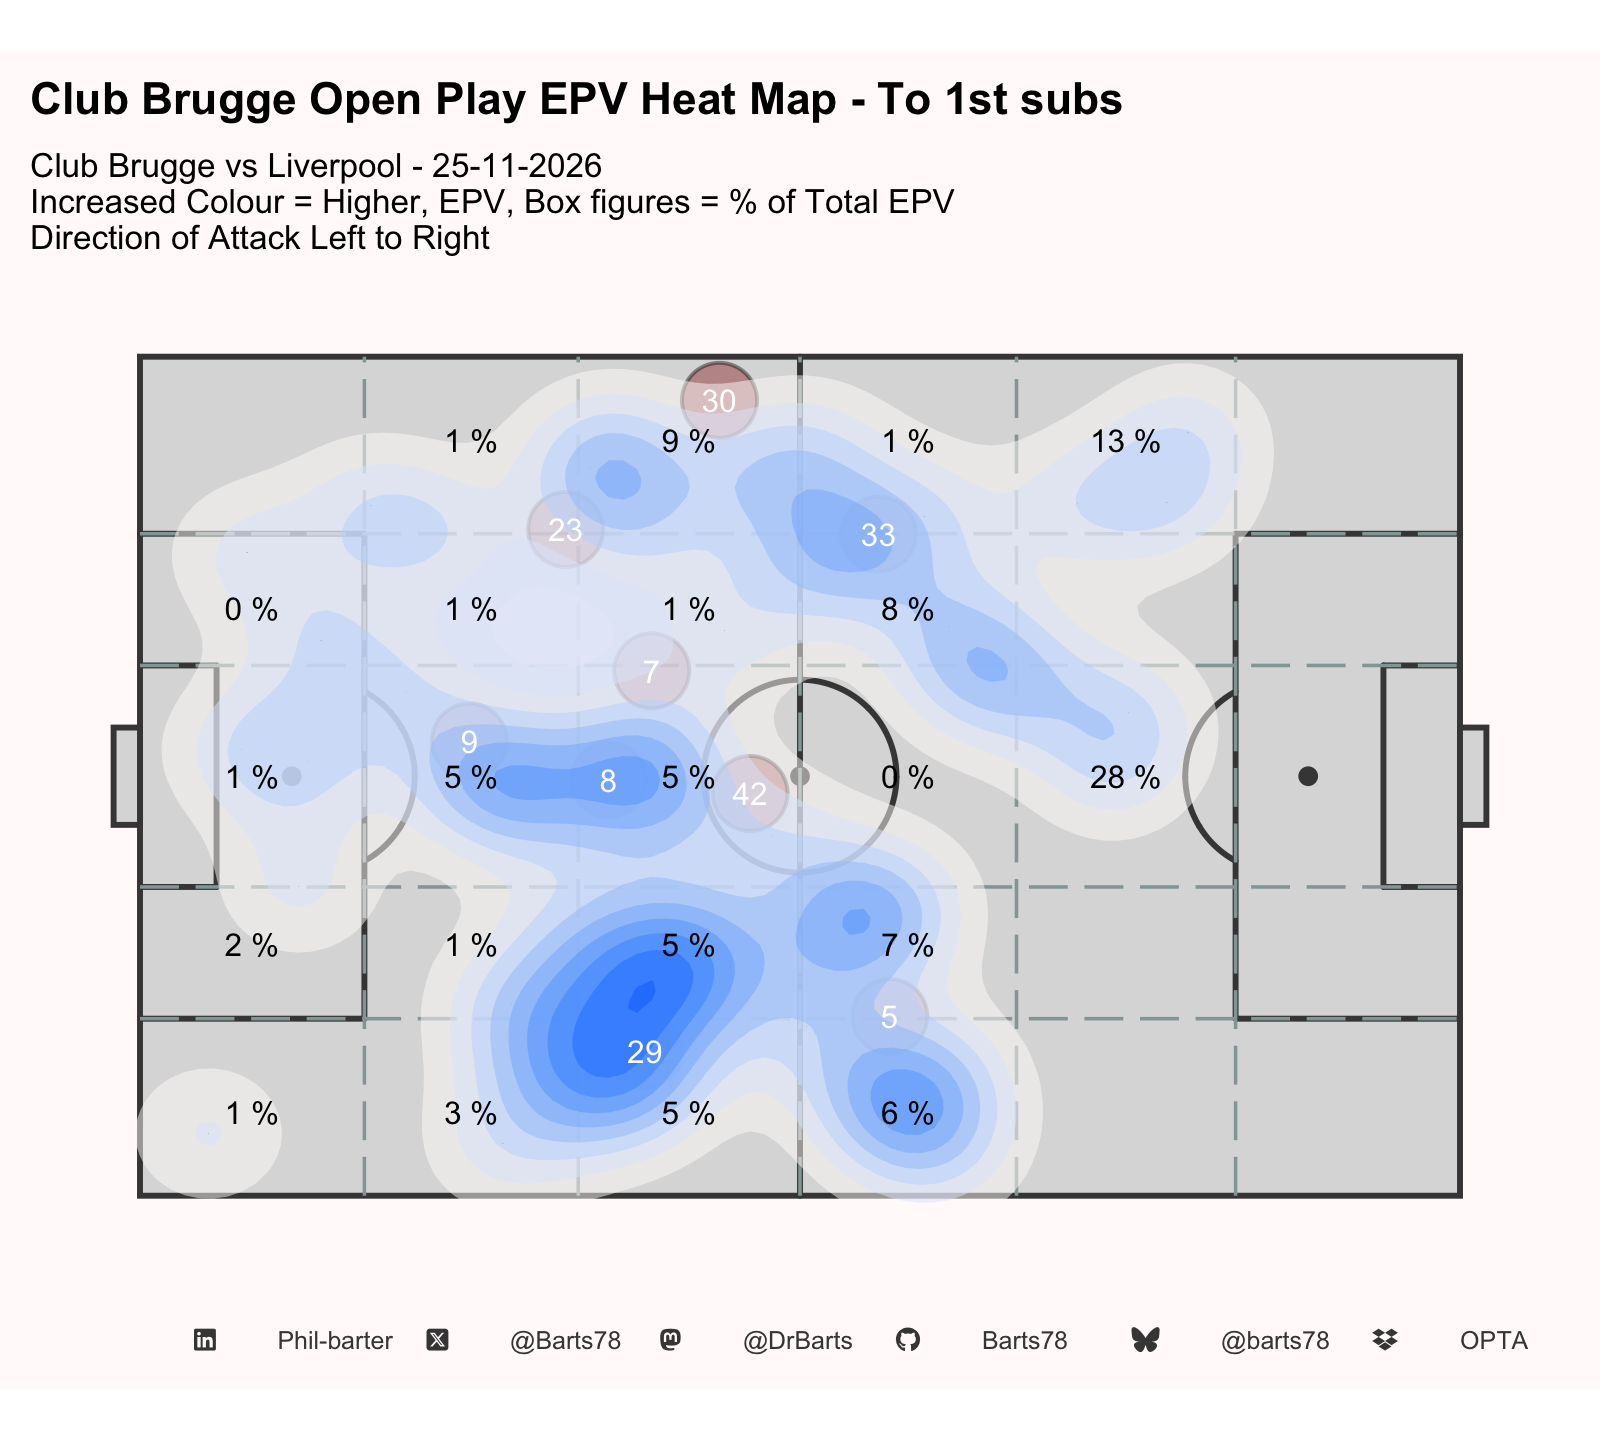 Club Brugge Open Play EPV Heat Map - To 1st subs
Club Brugge vs Liverpool - 25-11-2026
Increased Colour = Higher, EPV, Box figures = % of Total EPV
Direction of Attack Left to Right
30
1 % 9 % 1 % 13 %
23 33
0 % 1 % 1 % 8 %
7
9
1 % 5 % 8 5 % 0 % 28 %
42
2 % 1 % 5 % 7 %
5
29
1 % 3 % 5 % 6 %
Phil-barter @Barts78 @DrBarts Barts78 @barts78 OPTA